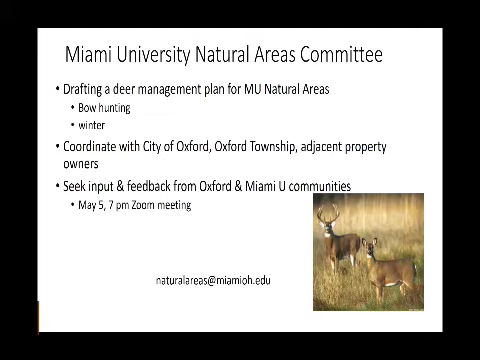 Miami University Natural Areas Committee
• Drafting a deer management plan for MU Natural Areas
• Bow hunting
• winter
• Coordinate with City of Oxford, Oxford Township, adjacent property
owners
• Seek input & feedback from Oxford & Miami U communities
• May 5, 7 pm Zoom meeting
naturalareas@miamioh.edu